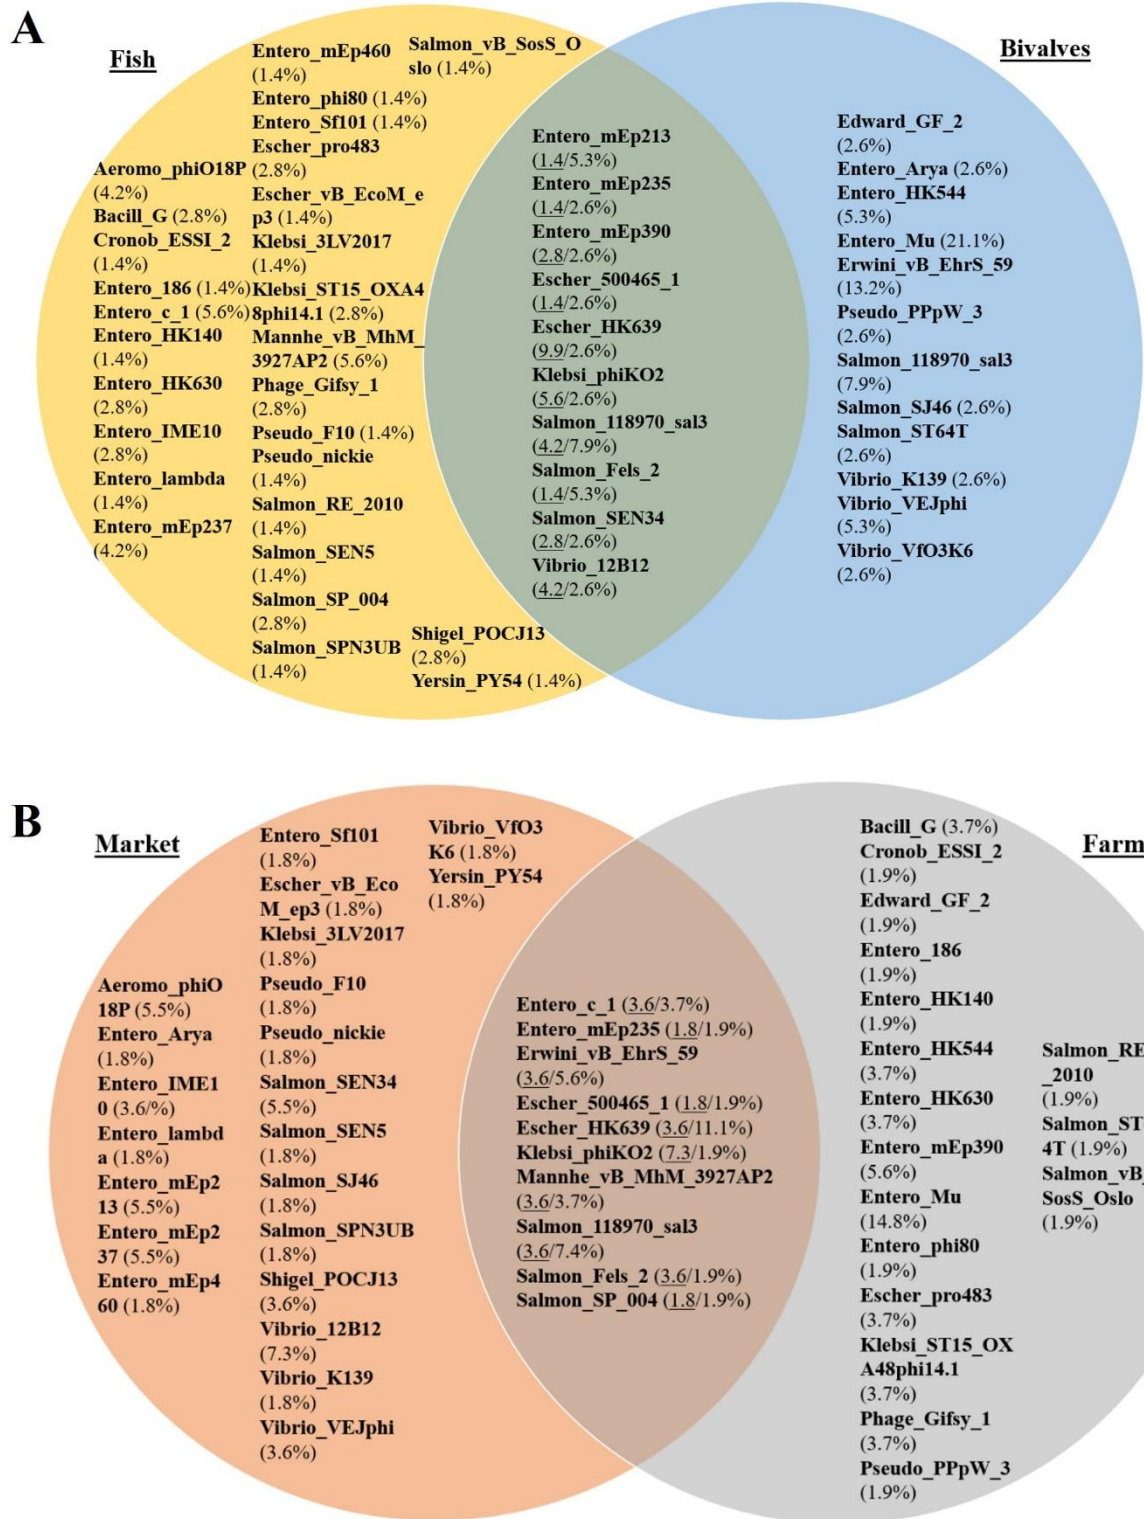 A
Fish
Bivalves
Aeromo_phiO18P
(4.2%)
Bacill_G (2.8%)
Cronob_ESSI_2
(1.4%)
Entero_186 (1.4%)
Entero_c_1 (5.6%)
Entero_HK140
(1.4%)
Entero_HK630
(2.8%)
Entero_IME10
(2.8%)
Entero_lambda
(1.4%)
Entero_mEp237
(4.2%)
Entero_mEp460
(1.4%)
Entero_phi80 (1.4%)
Entero_Sf101 (1.4%)
Escher_pro483
(2.8%)
Escher_vB_EcoM_e
p3 (1.4%)
Klebsi_3LV2017
(1.4%)
Klebsi_ST15_OXA4
8phi14.1 (2.8%)
Mannhe_vB_MhM_
3927AP2 (5.6%)
Phage_Gifsy_1
(2.8%)
Pseudo_F10 (1.4%)
Pseudo_nickie
(1.4%)
Salmon_RE_2010
(1.4%)
Salmon_SEN5
(1.4%)
Salmon_SP_004
(2.8%)
Salmon_SPN3UB
(1.4%)
Salmon_vB_SosS_O
slo (1.4%)
Shigel_POCJ13
(2.8%)
Yersin_PY54 (1.4%)
Entero_mEp213
(1.4/5.3%)
Entero_mEp235
(1.4/2.6%)
Entero_mEp390
(2.8/2.6%)
Escher_500465_1
(1.4/2.6%)
Escher_HK639
(9.9/2.6%)
Klebsi_phiKO2
(5.6/2.6%)
Salmon_118970_sal3
(4.2/7.9%)
Salmon_Fels_2
(1.4/5.3%)
Salmon_SEN34
(2.8/2.6%)
Vibrio_12B12
(4.2/2.6%)
Edward_GF_2
(2.6%)
Entero_Arya (2.6%)
Entero_HK544
(5.3%)
Entero_Mu (21.1%)
Erwini_vB_EhrS_59
(13.2%)
Pseudo_PPpW_3
(2.6%)
Salmon_118970_sal3
(7.9%)
Salmon_SJ46 (2.6%)
Salmon_ST64T
(2.6%)
Vibrio_K139 (2.6%)
Vibrio_VEJphi
(5.3%)
Vibrio_VfO3K6
(2.6%)
B
Market
Farm
Aeromo_phiO
18P (5.5%)
Entero_Arya
(1.8%)
Entero_IME1
0 (3.6/%)
Entero_lambd
a (1.8%)
Entero_mEp2
13 (5.5%)
Entero_mEp2
37 (5.5%)
Entero_mEp4
60 (1.8%)
Entero_Sf101
(1.8%)
Escher_vB_Eco
M_ep3 (1.8%)
Klebsi_3LV2017
(1.8%)
Pseudo_F10
(1.8%)
Pseudo_nickie
(1.8%)
Salmon_SEN34
(5.5%)
Salmon_SEN5
(1.8%)
Salmon_SJ46
(1.8%)
Salmon_SPN3UB
(1.8%)
Shigel_POCJ13
(3.6%)
Vibrio_12B12
(7.3%)
Vibrio_K139
(1.8%)
Vibrio_VEJphi
(3.6%)
Vibrio_VfO3
K6 (1.8%)
Yersin_PY54
(1.8%)
Entero_c_1 (3.6/3.7%)
Entero_mEp235 (1.8/1.9%)
Erwini_vB_EhrS_59
(3.6/5.6%)
Escher_500465_1 (1.8/1.9%)
Escher_HK639 (3.6/11.1%)
Klebsi_phiKO2 (7.3/1.9%)
Mannhe_vB_MhM_3927AP2
(3.6/3.7%)
Salmon_118970_sal3
(3.6/7.4%)
Salmon_Fels_2 (3.6/1.9%)
Salmon_SP_004 (1.8/1.9%)
Bacill_G (3.7%)
Cronob_ESSI_2
(1.9%)
Edward_GF_2
(1.9%)
Entero_186
(1.9%)
Entero_HK140
(1.9%)
Entero_HK544
(3.7%)
Entero_HK630
(3.7%)
Entero_mEp390
(5.6%)
Entero_Mu
(14.8%)
Entero_phi80
(1.9%)
Escher_pro483
(3.7%)
Klebsi_ST15_OX
A48phi14.1
(3.7%)
Phage_Gifsy_1
(3.7%)
Pseudo_PPpW_3
(1.9%)
Salmon_RE
_2010
(1.9%)
4T (1.9%)
Salmon_vB_
SosS_Oslo
(1.9%)